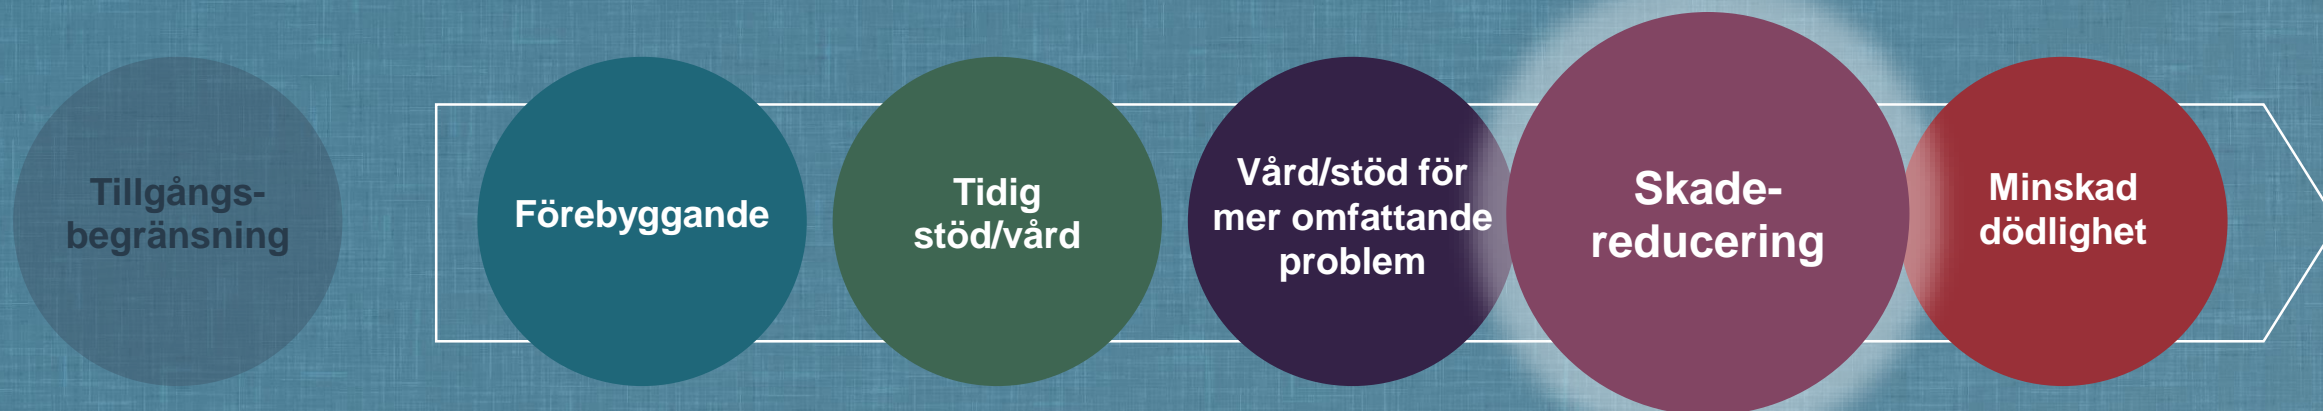 Tillgångs-
begränsning
Förebyggande
Tidig
stöd/vård
Vård/stöd för
mer omfattande
problem
Skade-
reducering
Minskad
dödlighet